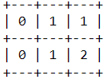 +---+---+---+
| 0 | 1 | 1 |
+---+---+---+
| 0 | 1 | 2 |
+---+---+---+